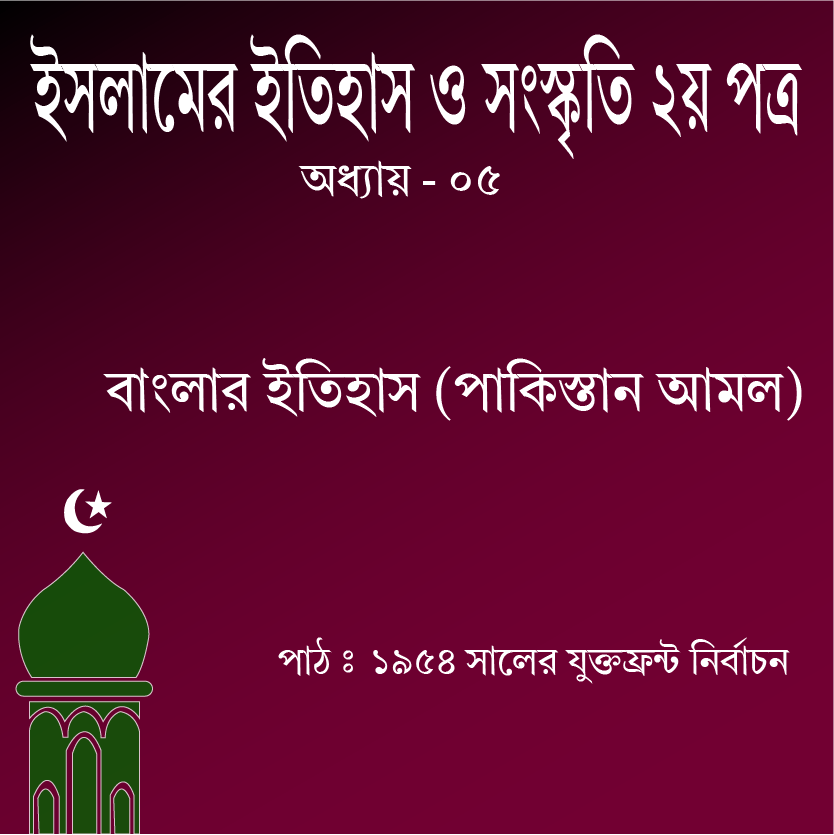 ইসলামের ইতিহাস ও সংস্কৃতি ২য় পত্র
অধ্যায় - ০৫
বাংলার ইতিহাস (পাকিস্তান আমল)
পাঠ ঃ ১৯৫৪ সালের যুক্তফ্রন্ট নির্বাচন